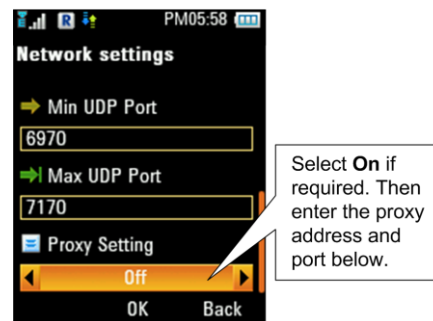 R PM05:58
Network settings
Min UDP Port
6970
Max UDP Port
7170
Proxy Setting
Off
OK Back
Select On if
required. Then
enter the proxy
address and
port below.